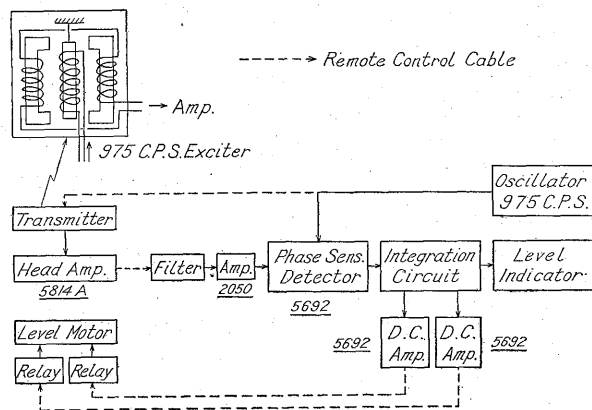 Remote Control Cable
Amp.
975 C.P.S. Exciter
Oscillator
975 C.P.S.
Transmitter
Head Amp.
5814A
Filter
Amp.
2050
Phase Sens.
Detector
5692
Integration
Circuit
Level
Indicator
Level Motor
Relay
Relay
5692
D.C.
Amp.
D.C.
Amp.
5692